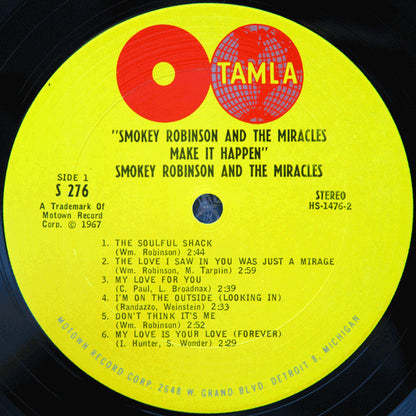 TAMLA
"SMOKEY ROBINSON AND THE MIRACLES
MAKE IT HAPPEN"
SMOKEY ROBINSON AND THE MIRACLES
SIDE 1
S 276
A Trademark Of
Motown Record
Corp. © 1967
STEREO
HS-1476-2
1. THE SOULFUL SHACK
(Wm. Robinson) 2:44
2. THE LOVE I SAW IN YOU WAS JUST A MIRAGE
(Wm. Robinson, M. Tarplin) 2:59
3. MY LOVE FOR YOU
(C. Paul, L. Broadnax) 2:39
4. I'M ON THE OUTSIDE (LOOKING IN)
(Randazzo, Weinstein) 2:33
5. DON'T THINK IT'S ME
(Wm. Robinson) 2:52
6. MY LOVE IS YOUR LOVE (FOREVER)
(I. Hunter, S. Wonder) 2:29
MOTOWN RECORD CORP. 2648 W. GRAND BLVD. DETROIT 8, MICHIGAN